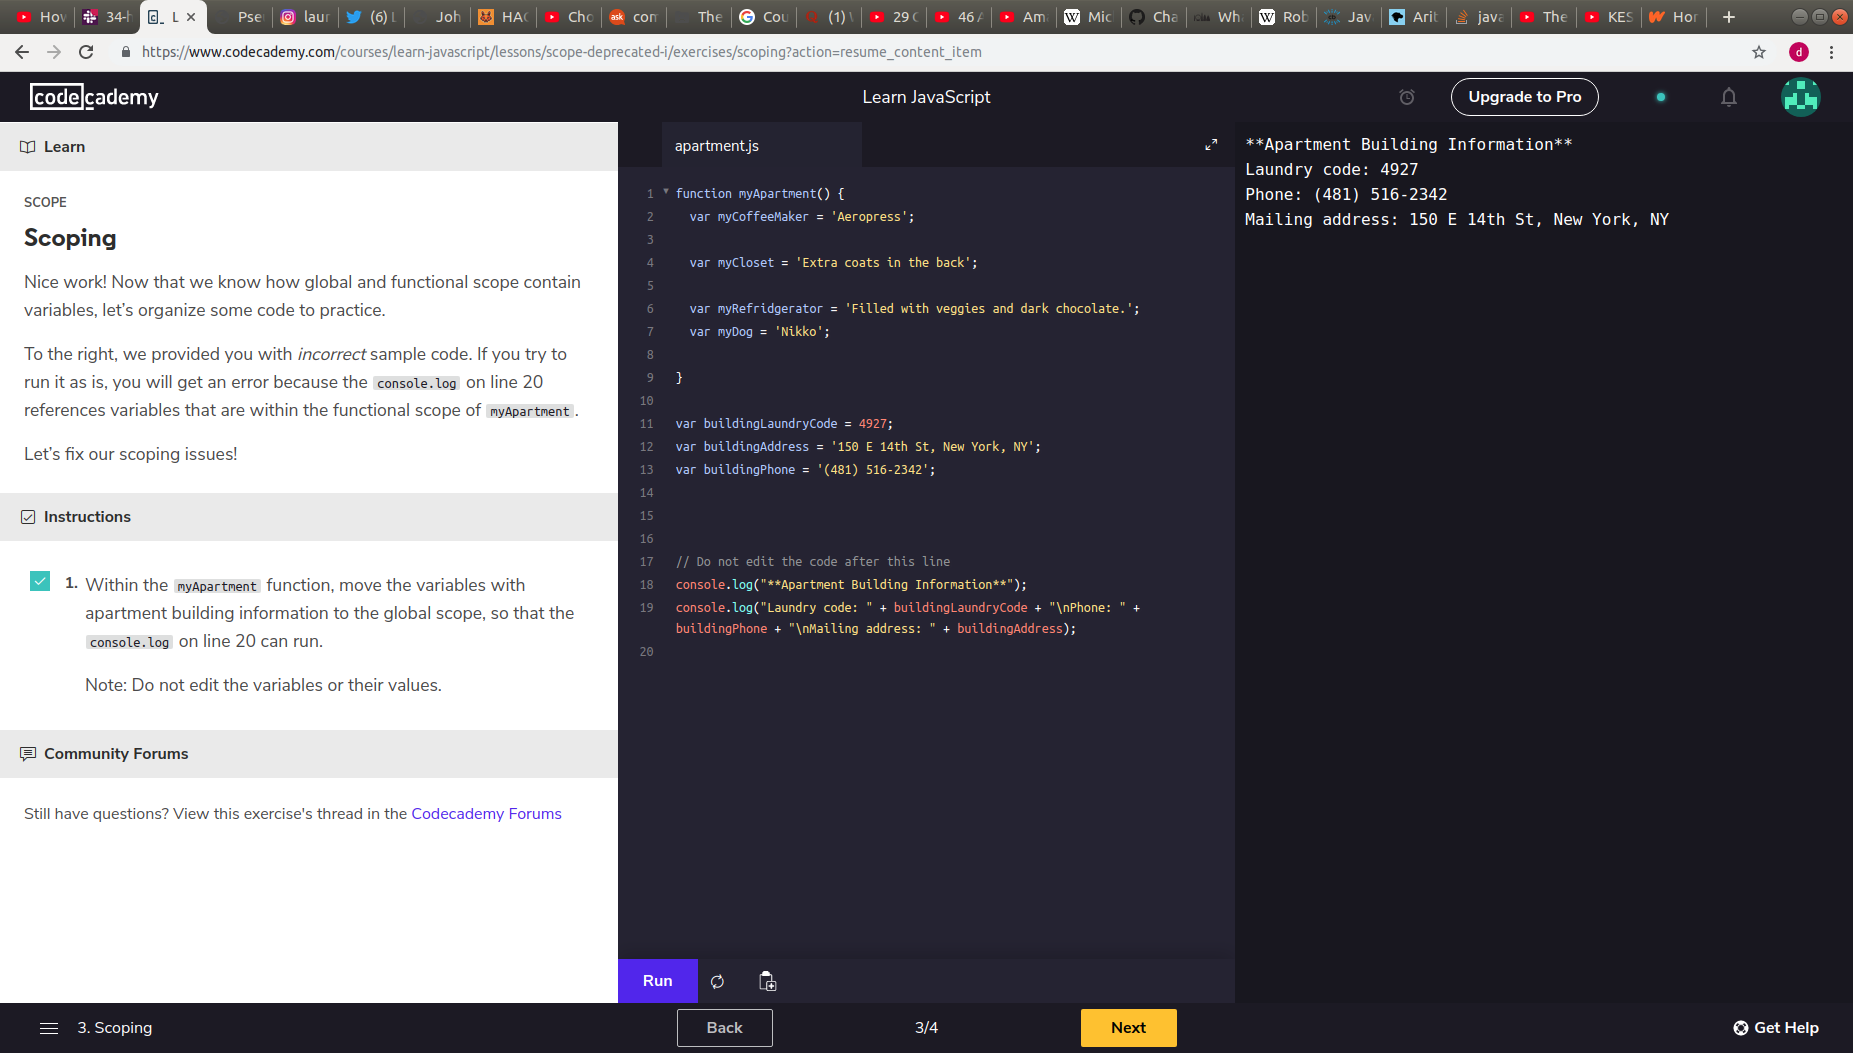 How
34-h
L
Pse
laur
(6) L
Joh
HAC
Cho
ask
com
The
Cou
(1)
29
46
Am
Mic
Cha
Wh
Rob
Jav
Arit
java
The
KES
Hor
https://www.codecademy.com/courses/learn-javascript/lessons/scope-deprecated-i/exercises/scoping?action=resume_content_item
d
codecademy
Learn JavaScript
Upgrade to Pro
Learn
SCOPE
Scoping
Nice work! Now that we know how global and functional scope contain
variables, let’s organize some code to practice.
To the right, we provided you with incorrect sample code. If you try to
run it as is, you will get an error because the console.log on line 20
references variables that are within the functional scope of myApartment.
Let’s fix our scoping issues!
Instructions
1. Within the myApartment function, move the variables with
apartment building information to the global scope, so that the
console.log on line 20 can run.
Note: Do not edit the variables or their values.
Community Forums
Still have questions? View this exercise's thread in the Codecademy Forums
apartment.js
1 function myApartment() {
2 var myCoffeeMaker = 'Aeropress';
3
4 var myCloset = 'Extra coats in the back';
5
6 var myRefridgerator = 'Filled with veggies and dark chocolate.';
7 var myDog = 'Nikko';
8
9 }
10
11 var buildingLaundryCode = 4927;
12 var buildingAddress = '150 E 14th St, New York, NY';
13 var buildingPhone = '(481) 516-2342';
14
15
16
17 // Do not edit the code after this line
18 console.log("**Apartment Building Information**");
19 console.log("Laundry code: " + buildingLaundryCode + "\nPhone: " +
buildingPhone + "\nMailing address: " + buildingAddress);
20
**Apartment Building Information**
Laundry code: 4927
Phone: (481) 516-2342
Mailing address: 150 E 14th St, New York, NY
Run
3. Scoping
Back
3/4
Next
Get Help